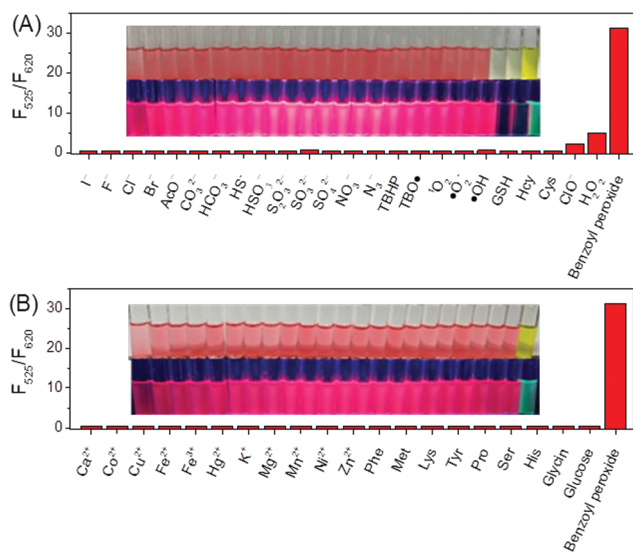 (A)
F525/F620
30
20
10
0
I⁻
F⁻
Cl⁻
Br⁻
AcO⁻
CO₃²⁻
HCO₃⁻
HS⁻
HSO₃⁻
S₂O₃²⁻
SO₃²⁻
SO₄²⁻
NO₃⁻
N₃⁻
TBHP
TBO●
¹O₂
●O₂⁻
●OH
GSH
Hcy
Cys
ClO⁻
H₂O₂
Benzoyl peroxide
(B)
F525/F620
30
20
10
0
Ca²⁺
Co²⁺
Cu²⁺
Fe²⁺
Fe³⁺
Hg²⁺
K⁺
Mg²⁺
Mn²⁺
Ni²⁺
Zn²⁺
Phe
Met
Lys
Tyr
Pro
Ser
His
Glycin
Glucose
Benzoyl peroxide